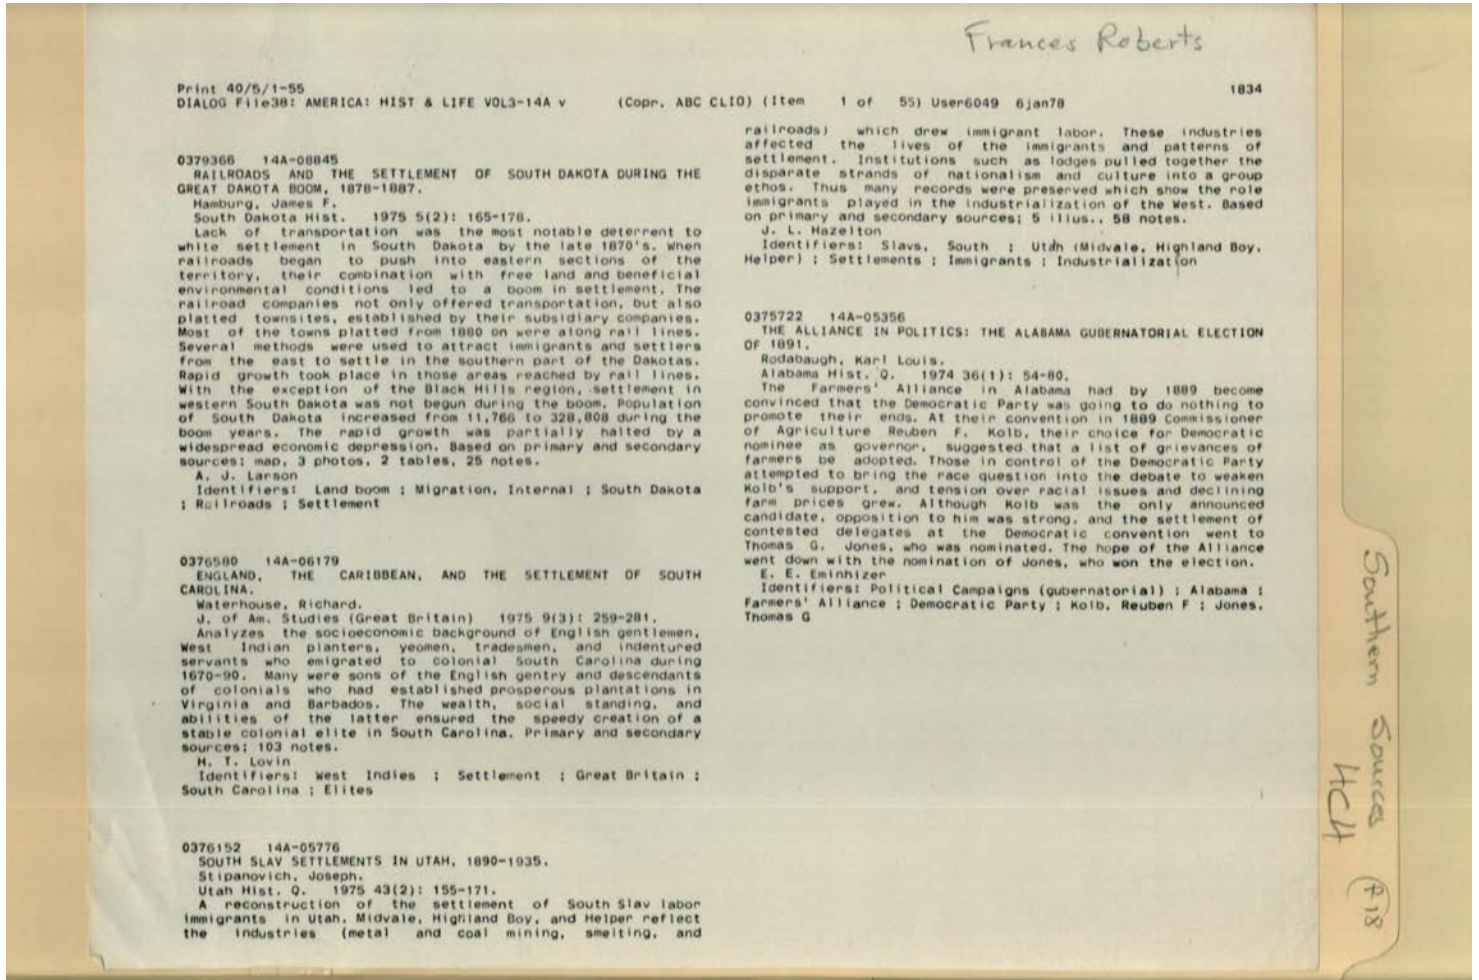 Frances Roberts
Print 40/5/1-55
DIALOG File38: AMERICA: HIST & LIFE VOL3-14A v (Copr. ABC CLIO) (Item 1 of 55) User6049 6jan78
1834
0379366 14A-08845
RAILROADS AND THE SETTLEMENT OF SOUTH DAKOTA DURING THE
GREAT DAKOTA BOOM, 1878-1887.
Hamburg, James F.
South Dakota Hist. 1975 5(2): 165-178.
Lack of transportation was the most notable deterrent to
white settlement in South Dakota by the late 1870's. When
railroads began to push into eastern sections of the
territory, their combination with free land and beneficial
environmental conditions led to a boom in settlement. The
railroad companies not only offered transportation, but also
platted townsites, established by their subsidiary companies.
Most of the towns platted from 1880 on were along rail lines.
Several methods were used to attract immigrants and settlers
from the east to settle in the southern part of the Dakotas.
Rapid growth took place in those areas reached by rail lines.
With the exception of the Black Hills region, settlement in
western South Dakota was not begun during the boom. Population
of South Dakota increased from 11,766 to 328,808 during the
boom years. The rapid growth was partially halted by a
widespread economic depression. Based on primary and secondary
sources; map, 3 photos, 2 tables, 25 notes.
A. J. Larson
Identifiers: Land boom ; Migration, Internal ; South Dakota
; Railroads ; Settlement
0376580 14A-06179
ENGLAND, THE CARIBBEAN, AND THE SETTLEMENT OF SOUTH
CAROLINA.
Waterhouse, Richard.
J. of Am. Studies (Great Britain) 1975 9(3): 259-281.
Analyzes the socioeconomic background of English gentlemen,
West Indian planters, yeomen, tradesmen, and indentured
servants who emigrated to colonial South Carolina during
1670-90. Many were sons of the English gentry and descendants
of colonials who had established prosperous plantations in
Virginia and Barbados. The wealth, social standing, and
abilities of the latter ensured the speedy creation of a
stable colonial elite in South Carolina. Primary and secondary
sources; 103 notes.
H. T. Lovin
Identifiers: West Indies ; Settlement ; Great Britain ;
South Carolina ; Elites
0376152 14A-05776
SOUTH SLAV SETTLEMENTS IN UTAH, 1890-1935.
Stipanovich, Joseph.
Utah Hist. Q. 1975 43(2): 155-171.
A reconstruction of the settlement of South Slav labor
immigrants in Utah. Midvale, Highland Boy, and Helper reflect
the industries (metal and coal mining, smelting, and
railroads) which drew immigrant labor. These industries
affected the lives of the immigrants and patterns of
settlement. Institutions such as lodges pulled together the
disparate strands of nationalism and culture into a group
ethos. Thus many records were preserved which show the role
immigrants played in the industrialization of the West. Based
on primary and secondary sources; 5 illus., 58 notes.
J. L. Hazelton
Identifiers: Slavs, South ; Utah (Midvale, Highland Boy,
Helper) ; Settlements ; Immigrants ; Industrialization
0375722 14A-05356
THE ALLIANCE IN POLITICS: THE ALABAMA GUBERNATORIAL ELECTION
OF 1891.
Rodabaugh, Karl Louis.
Alabama Hist. Q. 1974 36(1): 54-80.
The Farmers' Alliance in Alabama had by 1889 become
convinced that the Democratic Party was going to do nothing to
promote their ends. At their convention in 1889 Commissioner
of Agriculture Reuben F. Kolb, their choice for Democratic
nominee as governor, suggested that a list of grievances of
farmers be adopted. Those in control of the Democratic Party
attempted to bring the race question into the debate to weaken
Kolb's support, and tension over racial issues and declining
farm prices grew. Although Kolb was the only announced
candidate, opposition to him was strong, and the settlement of
contested delegates at the Democratic convention went to
Thomas G. Jones, who was nominated. The hope of the Alliance
went down with the nomination of Jones, who won the election.
E. E. Eminhizer
Identifiers: Political Campaigns (gubernatorial) ; Alabama ;
Farmers' Alliance ; Democratic Party ; Kolb, Reuben F ; Jones,
Thomas G
Southern Sources
HCH